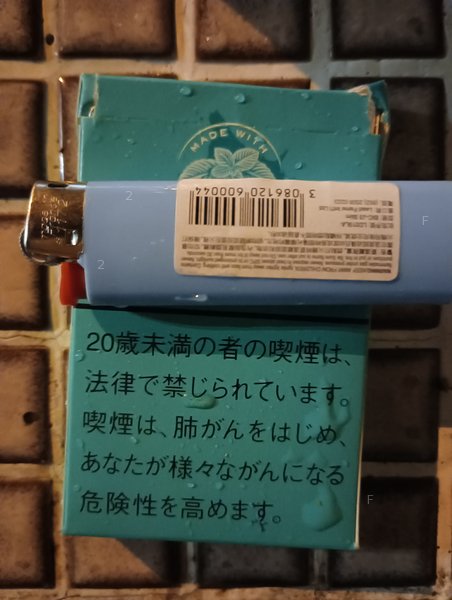 MADE WITH
3 086120 600044
20歳未満の者の喫煙は、
法律で禁じられています。
喫煙は、肺がんをはじめ、
あなたが様々ながんになる
危険性を高めます。